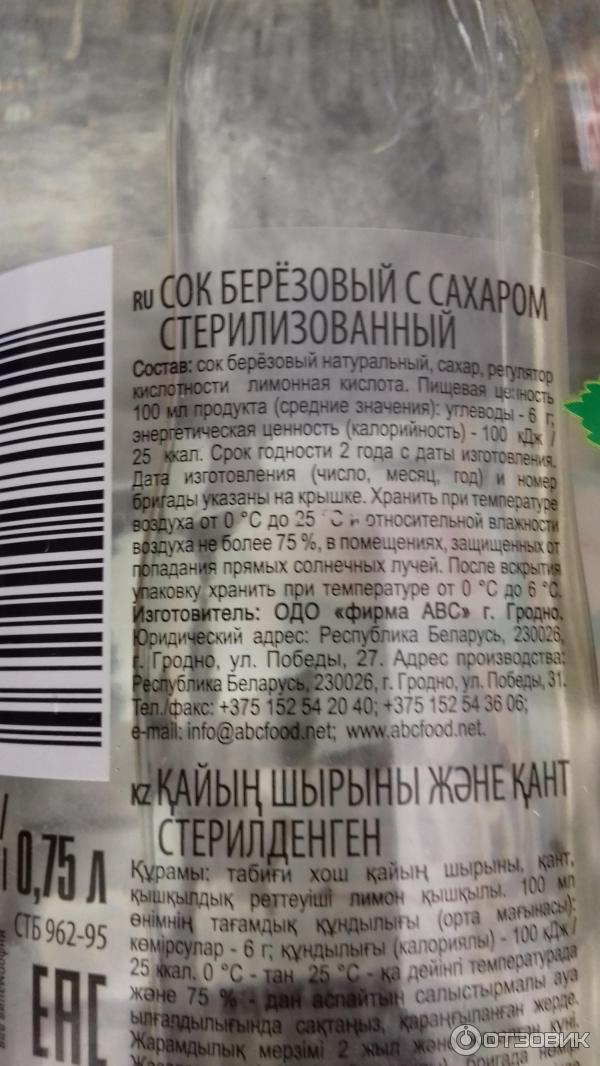 RU СОК БЕРЁЗОВЫЙ С САХАРОМ
СТЕРИЛИЗОВАННЫЙ
Состав: сок берёзовый натуральный, сахар, регулятор
кислотности лимонная кислота. Пищевая ценность
100 мл продукта (средние значения): углеводы - 6 г;
энергетическая ценность (калорийность) - 100 кДж /
25 ккал. Срок годности 2 года с даты изготовления.
Дата изготовления (число, месяц, год) и номер
бригады указаны на крышке. Хранить при температуре
воздуха от 0 °С до 25 °С и относительной влажности
воздуха не более 75 %, в помещениях, защищенных от
попадания прямых солнечных лучей. После вскрытия
упаковку хранить при температуре от 0 °С до 6 °С.
Изготовитель: ОДО «фирма АВС» г. Гродно.
Юридический адрес: Республика Беларусь, 230026,
г. Гродно, ул. Победы, 27. Адрес производства:
Республика Беларусь, 230026, г. Гродно, ул. Победы, 31.
Тел./факс: +375 152 54 20 40; +375 152 54 36 06;
e-mail: info@abcfood.net; www.abcfood.net.
KZ ҚАЙЫҢ ШЫРЫНЫ ЖӘНЕ ҚАНТ
СТЕРИЛДЕНГЕН
Құрамы: табиғи хош қайың шырыны, қант,
қышқылдық реттеуіші лимон қышқылы. 100 мл
өнімнің тағамдық құндылығы (орта мағынасы):
көмірсулар - 6 г; құндылығы (калориялы) - 100 кДж /
25 ккал. 0 °С - тан 25 °С - қа дейінгі температурада
және 75 % - дан аспайтын салыстырмалы ауа
ылғалдылығында сақтаңыз, қараңғыланған жерде.
Жарамдылық мерзімі 2 жыл және күні,
бригада нөмір
0,75 л
СТБ 962-95
ЕАС
ОТЗОВИК